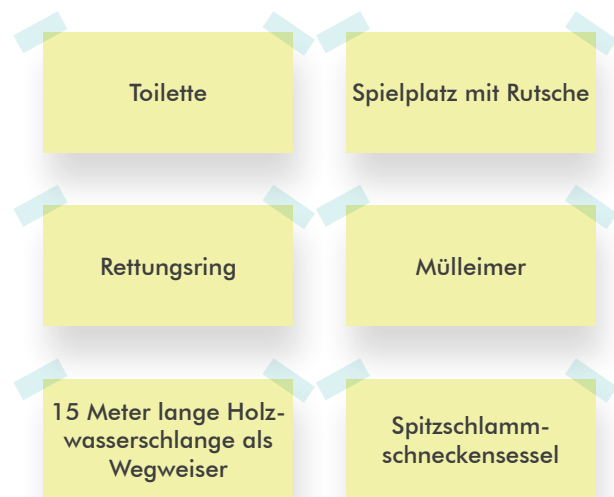 Toilette
Spielplatz mit Rutsche
Rettungsring
Mülleimer
15 Meter lange Holz-
wasserschlange als
Wegweiser
Spitzschlamm-
schneckensessel